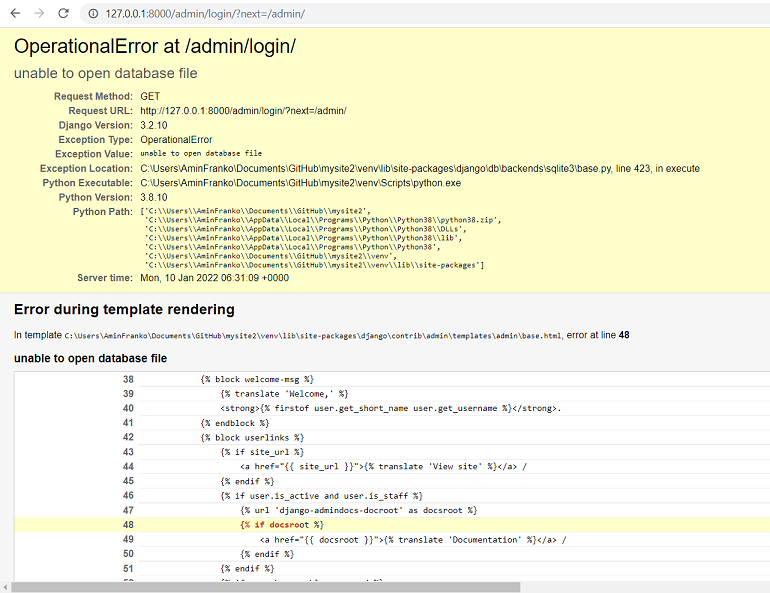 127.0.0.1:8000/admin/login/?next=/admin/
OperationalError at /admin/login/
unable to open database file
Request Method: GET
Request URL: http://127.0.0.1:8000/admin/login/?next=/admin/
Django Version: 3.2.10
Exception Type: OperationalError
Exception Value: unable to open database file
Exception Location: C:\Users\AminFranko\Documents\GitHub\mysite2\venv\lib\site-packages\django\db\backends\sqlite3\base.py, line 423, in execute
Python Executable: C:\Users\AminFranko\Documents\GitHub\mysite2\venv\Scripts\python.exe
Python Version: 3.8.10
Python Path: ['C:\\Users\\AminFranko\\Documents\\GitHub\\mysite2',
'C:\\Users\\AminFranko\\AppData\\Local\\Programs\\Python\\Python38\\python38.zip',
'C:\\Users\\AminFranko\\AppData\\Local\\Programs\\Python\\Python38\\DLLs',
'C:\\Users\\AminFranko\\AppData\\Local\\Programs\\Python\\Python38\\lib',
'C:\\Users\\AminFranko\\AppData\\Local\\Programs\\Python\\Python38',
'C:\\Users\\AminFranko\\Documents\\GitHub\\mysite2\\venv',
'C:\\Users\\AminFranko\\Documents\\GitHub\\mysite2\\venv\\lib\\site-packages']
Server time: Mon, 10 Jan 2022 06:31:09 +0000
Error during template rendering
In template C:\Users\AminFranko\Documents\GitHub\mysite2\venv\lib\site-packages\django\contrib\admin\templates\admin\base.html, error at line 48
unable to open database file
38 {% block welcome-msg %}
39 {% translate 'Welcome,' %}
40 <strong>{% firstof user.get_short_name user.get_username %}</strong>.
41 {% endblock %}
42 {% block userlinks %}
43 {% if site_url %}
44 <a href="{{ site_url }}">{% translate 'View site' %}</a> /
45 {% endif %}
46 {% if user.is_active and user.is_staff %}
47 {% url 'django-admindocs-docroot' as docsroot %}
48 {% if docsroot %}
49 <a href="{{ docsroot }}">{% translate 'Documentation' %}</a> /
50 {% endif %}
51 {% endif %}